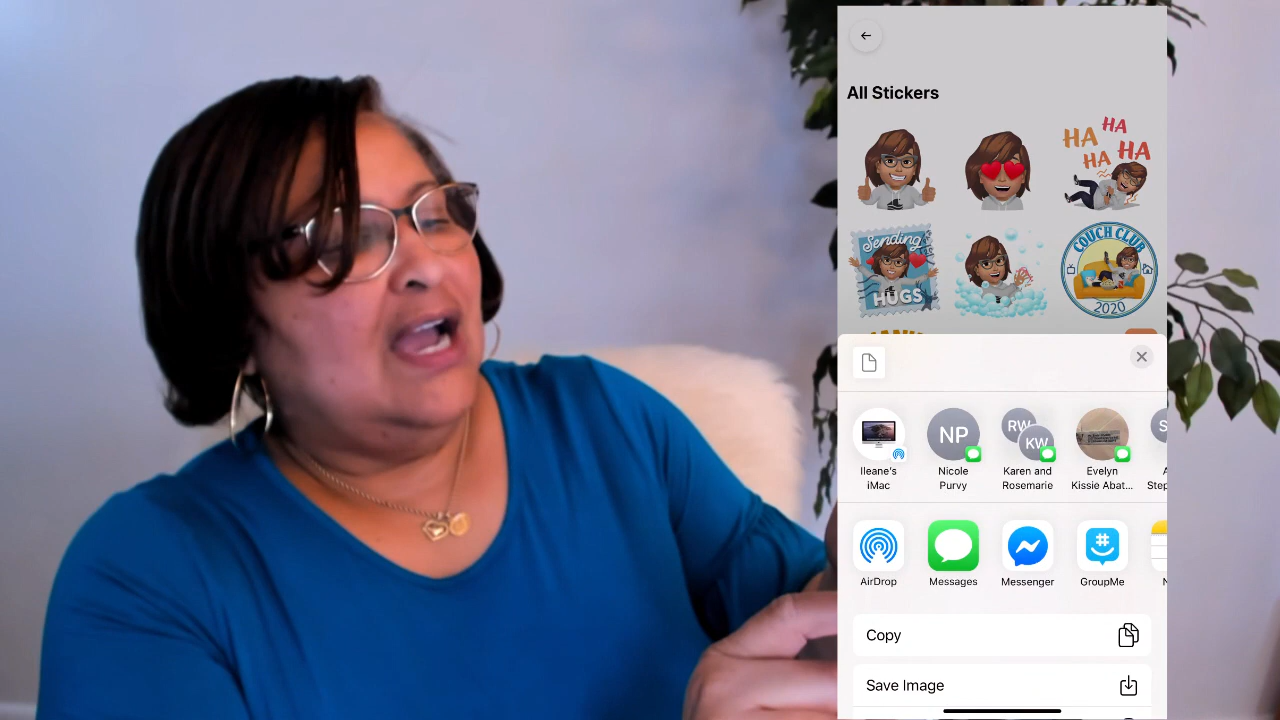 All Stickers
HA HA
HA HA
Sending
HUGS
COUCH CLUB
2020
NP
RW
KW
Ileane's
iMac
Nicole
Purvy
Karen and
Rosemarie
Evelyn
Kissie Abat...
AirDrop
Messages
Messenger
GroupMe
Copy
Save Image